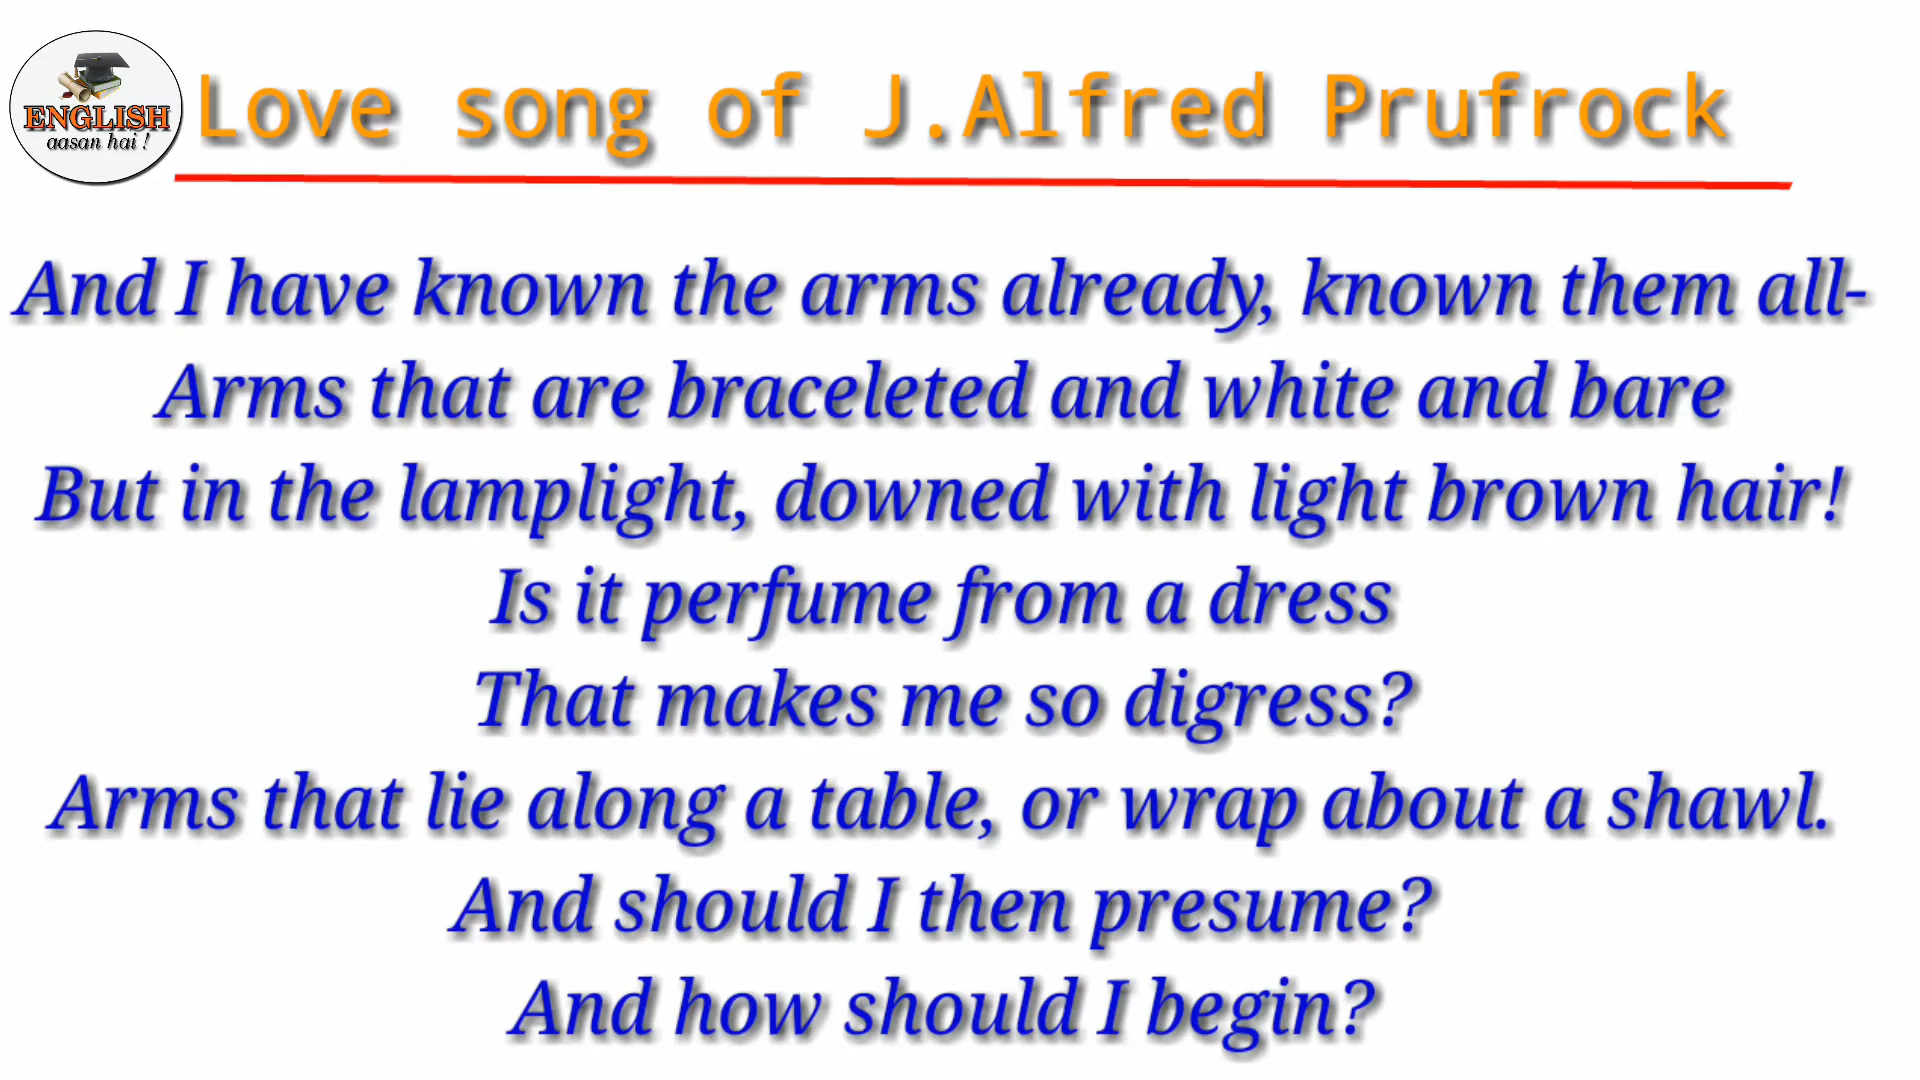 ENGLISH
aasan hai !
Love song of J.Alfred Prufrock
And I have known the arms already, known them all-
Arms that are braceleted and white and bare
But in the lamplight, downed with light brown hair!
Is it perfume from a dress
That makes me so digress?
Arms that lie along a table, or wrap about a shawl.
And should I then presume?
And how should I begin?